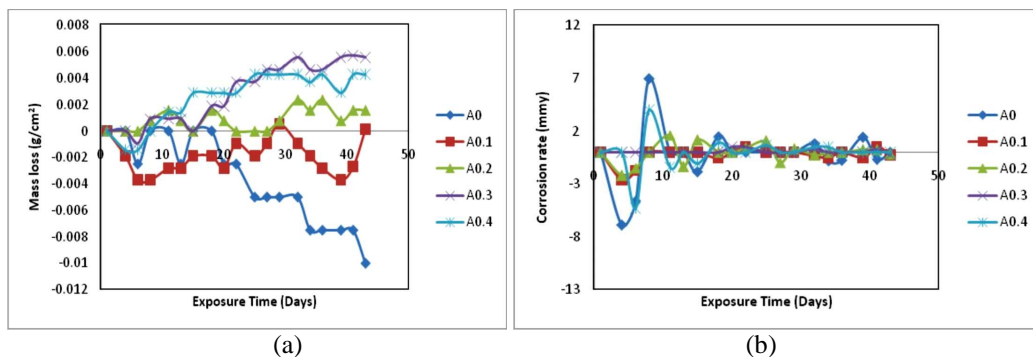 0.008
0.006
0.004
0.002
0
-0.002
-0.004
-0.006
-0.008
-0.01
-0.012
Mass loss (g/cm²)
0
10
20
30
40
50
Exposure Time (Days)
A0
A0.1
A0.2
A0.3
A0.4
(a)
12
7
2
-3
-8
-13
Corrosion rate (mmy)
0
10
20
30
40
50
Exposure Time (Days)
A0
A0.1
A0.2
A0.3
A0.4
(b)